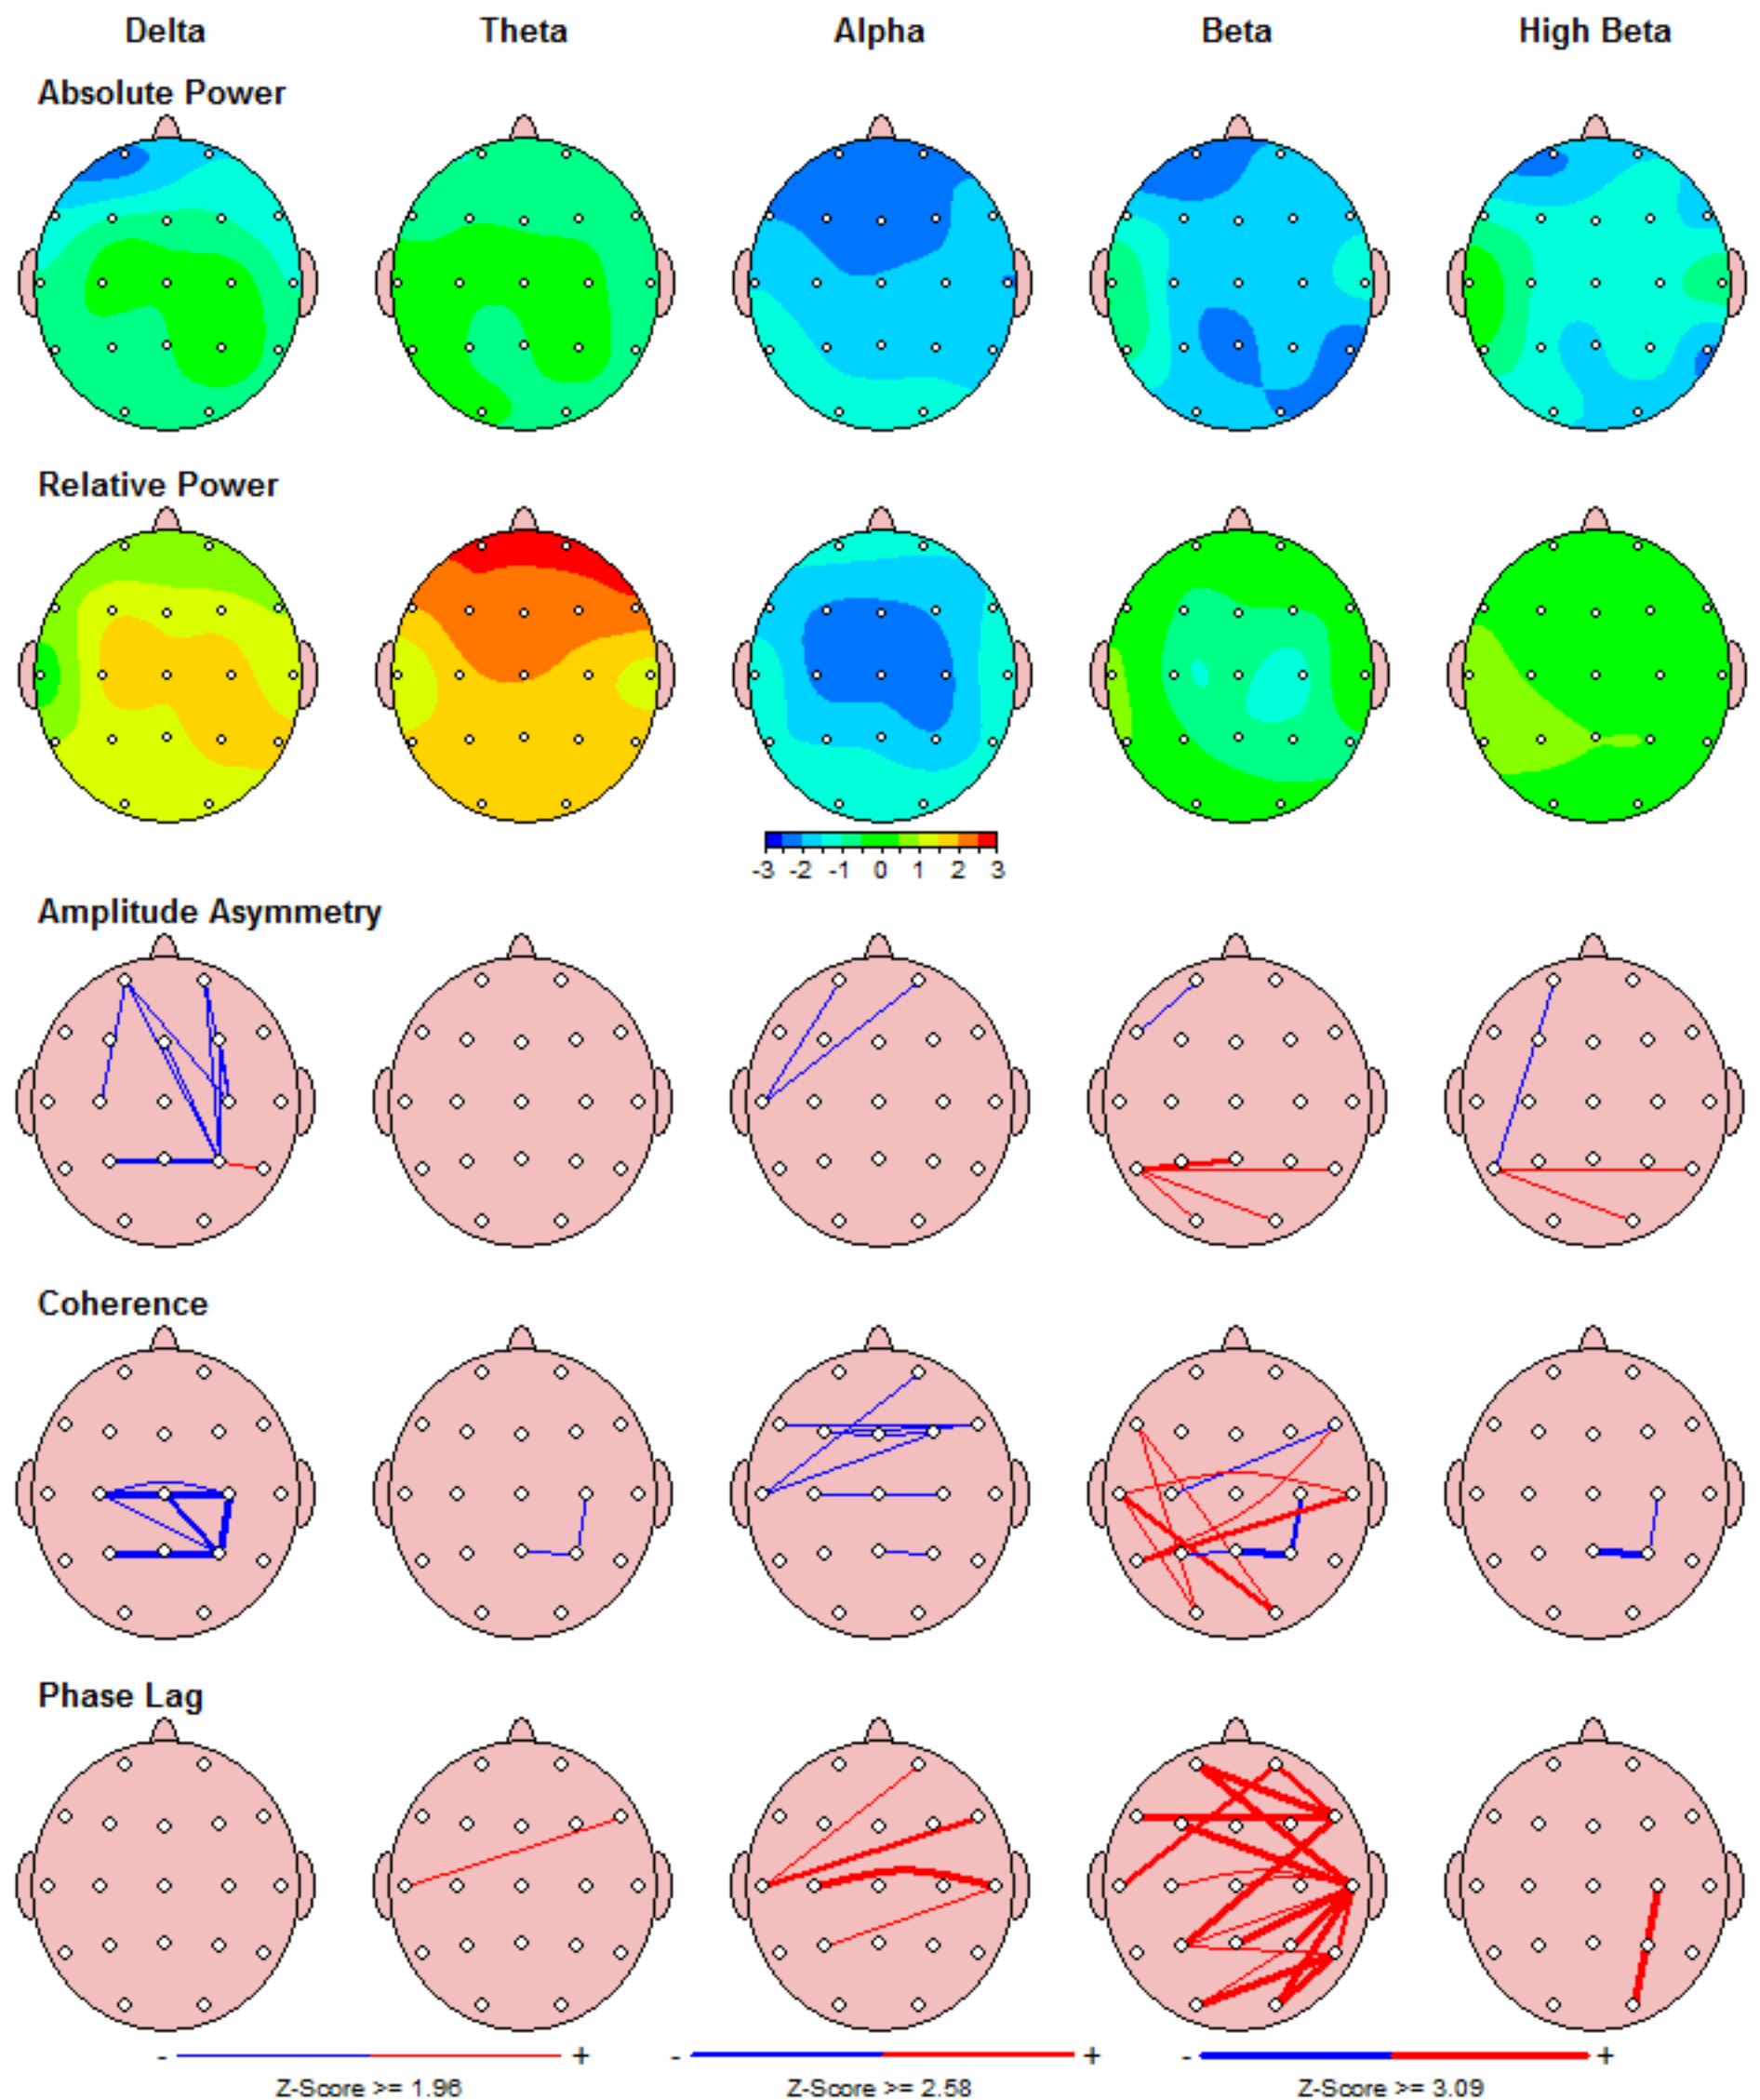 Delta Theta Alpha Beta High Beta
Absolute Power
Relative Power
-3 -2 -1 0 1 2 3
Amplitude Asymmetry
Coherence
Phase Lag
- + - + - +
Z-Score >= 1.96 Z-Score >= 2.58 Z-Score >= 3.09